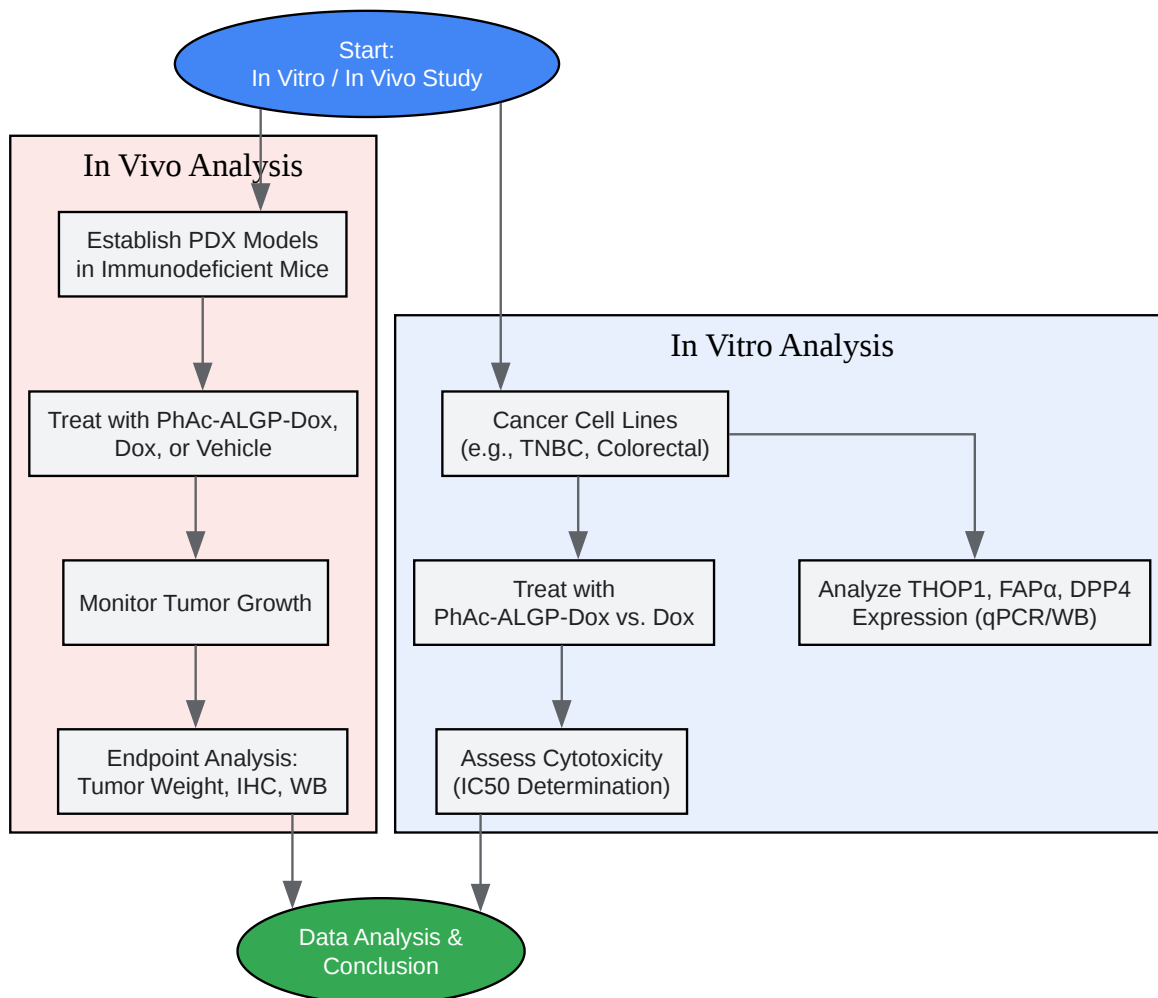 Start:
In Vitro / In Vivo Study
In Vivo Analysis
Establish PDX Models
in Immunodeficient Mice
Treat with PhAc-ALGP-Dox,
Dox, or Vehicle
Monitor Tumor Growth
Endpoint Analysis:
Tumor Weight, IHC, WB
In Vitro Analysis
Cancer Cell Lines
(e.g., TNBC, Colorectal)
Treat with
PhAc-ALGP-Dox vs. Dox
Analyze THOP1, FAPα, DPP4
Expression (qPCR/WB)
Assess Cytotoxicity
(IC50 Determination)
Data Analysis &
Conclusion